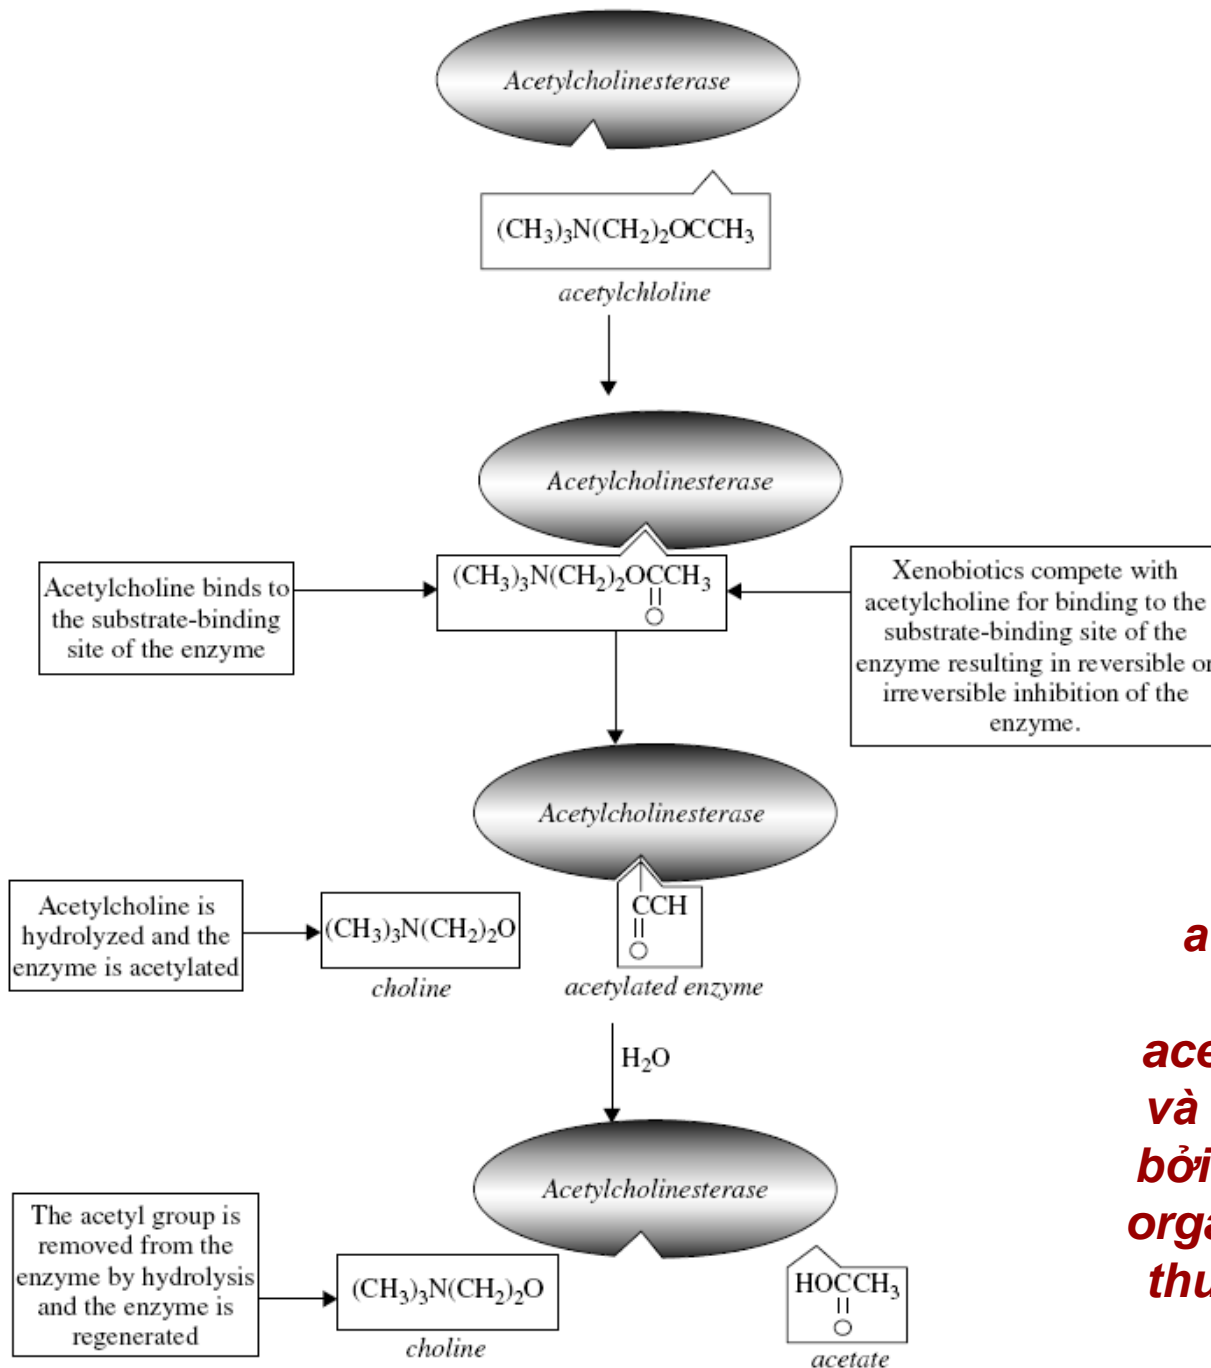 Acetylcholinesterase
(CH₃)₃N(CH₂)₂OCCH₃
acetylchloline
Acetylcholinesterase
(CH₃)₃N(CH₂)₂OCCH₃
O
Acetylcholine binds to
the substrate-binding
site of the enzyme
Xenobiotics compete with
acetylcholine for binding to the
substrate-binding site of the
enzyme resulting in reversible or
irreversible inhibition of the
enzyme.
Acetylcholinesterase
CCH
O
acetylated enzyme
Acetylcholine is
hydrolyzed and the
enzyme is acetylated
(CH₃)₃N(CH₂)₂O
choline
H₂O
Acetylcholinesterase
The acetyl group is
removed from the
enzyme by hydrolysis
and the enzyme is
regenerated
(CH₃)₃N(CH₂)₂O
choline
HOCCH₃
O
acetate
a
ace
và
bởi
orga
thu